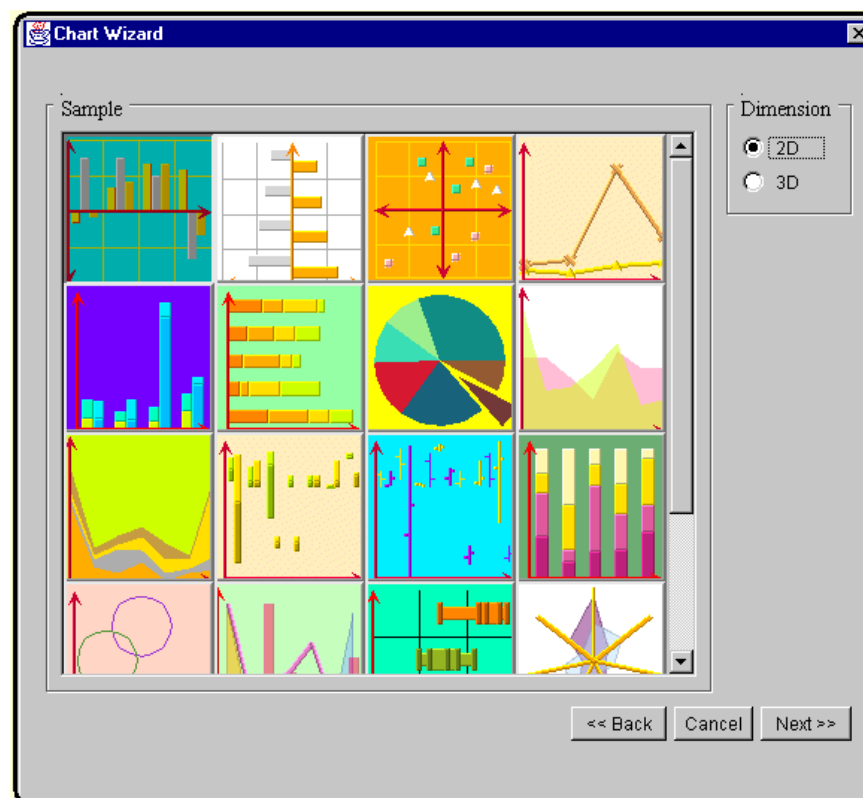 Chart Wizard
Sample
Dimension
2D
3D
<< Back
Cancel
Next >>